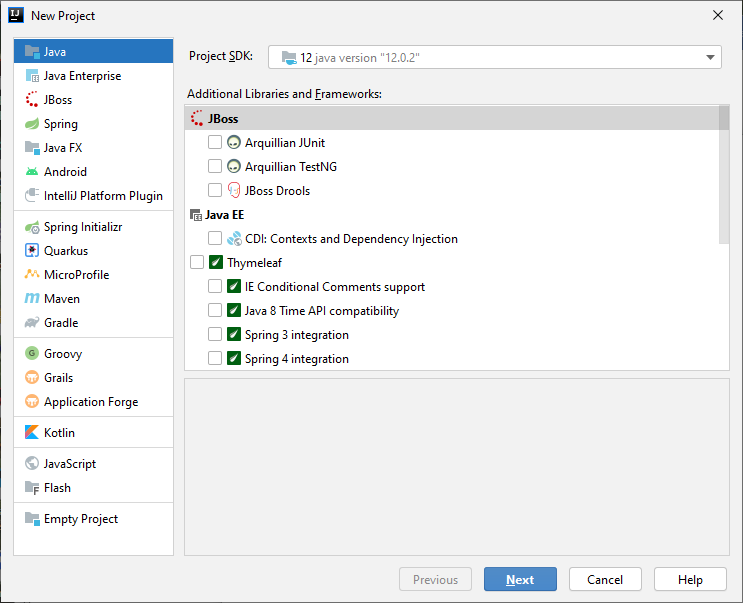 New Project
Java
Java Enterprise
JBoss
Spring
Java FX
Android
IntelliJ Platform Plugin
Spring Initializr
Quarkus
MicroProfile
Maven
Gradle
Groovy
Grails
Application Forge
Kotlin
JavaScript
Flash
Empty Project
Project SDK: 12 java version "12.0.2"
Additional Libraries and Frameworks:
JBoss
Arquillian JUnit
Arquillian TestNG
JBoss Drools
Java EE
CDI: Contexts and Dependency Injection
Thymeleaf
IE Conditional Comments support
Java 8 Time API compatibility
Spring 3 integration
Spring 4 integration
Previous Next Cancel Help